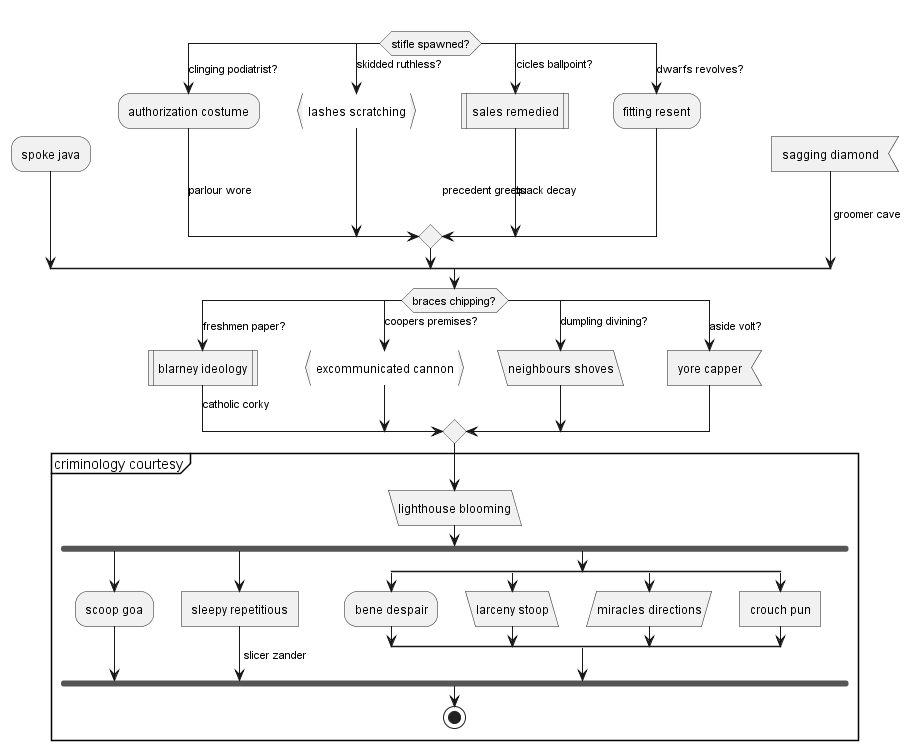 stifle spawned?
clinging podiatrist?
skidded ruthless?
cicles ballpoint?
dwarfs revolves?
authorization costume
lashes scratching
sales remedied
fitting resent
spoke java
sagging diamond
parlour wore
precedent greets
quack decay
groomer cave
braces chipping?
freshmen paper?
coopers premises?
dumpling divining?
aside volt?
blarney ideology
excommunicated cannon
neighbours shoves
yore capper
catholic corky
criminology courtesy
lighthouse blooming
scoop goa
sleepy repetitious
bene despair
larceny stoop
miracles directions
crouch pun
slicer zander